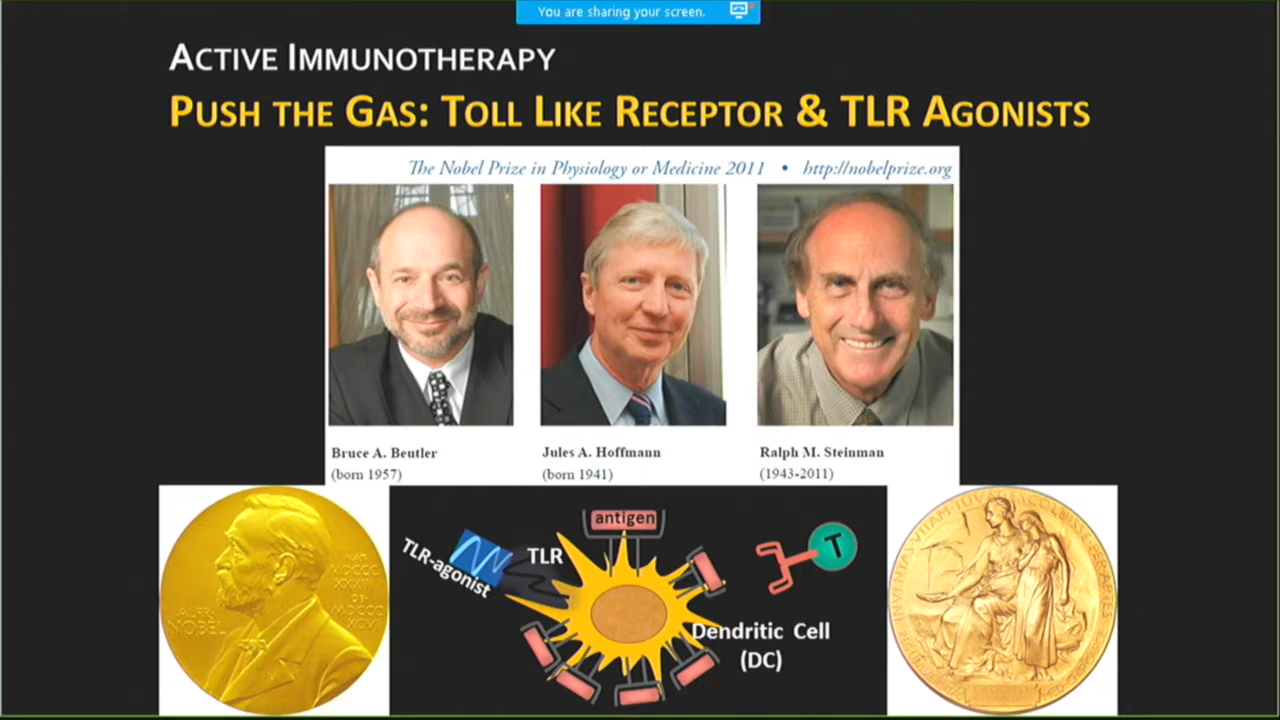 You are sharing your screen.
ACTIVE IMMUNOTHERAPY
PUSH THE GAS: TOLL LIKE RECEPTOR & TLR AGONISTS
The Nobel Prize in Physiology or Medicine 2011 • http://nobelprize.org
Bruce A. Beutler
(born 1957)
Jules A. Hoffmann
(born 1941)
Ralph M. Steinman
(1943-2011)
antigen
TLR-agonist
TLR
T
Dendritic Cell
(DC)
NOBEL